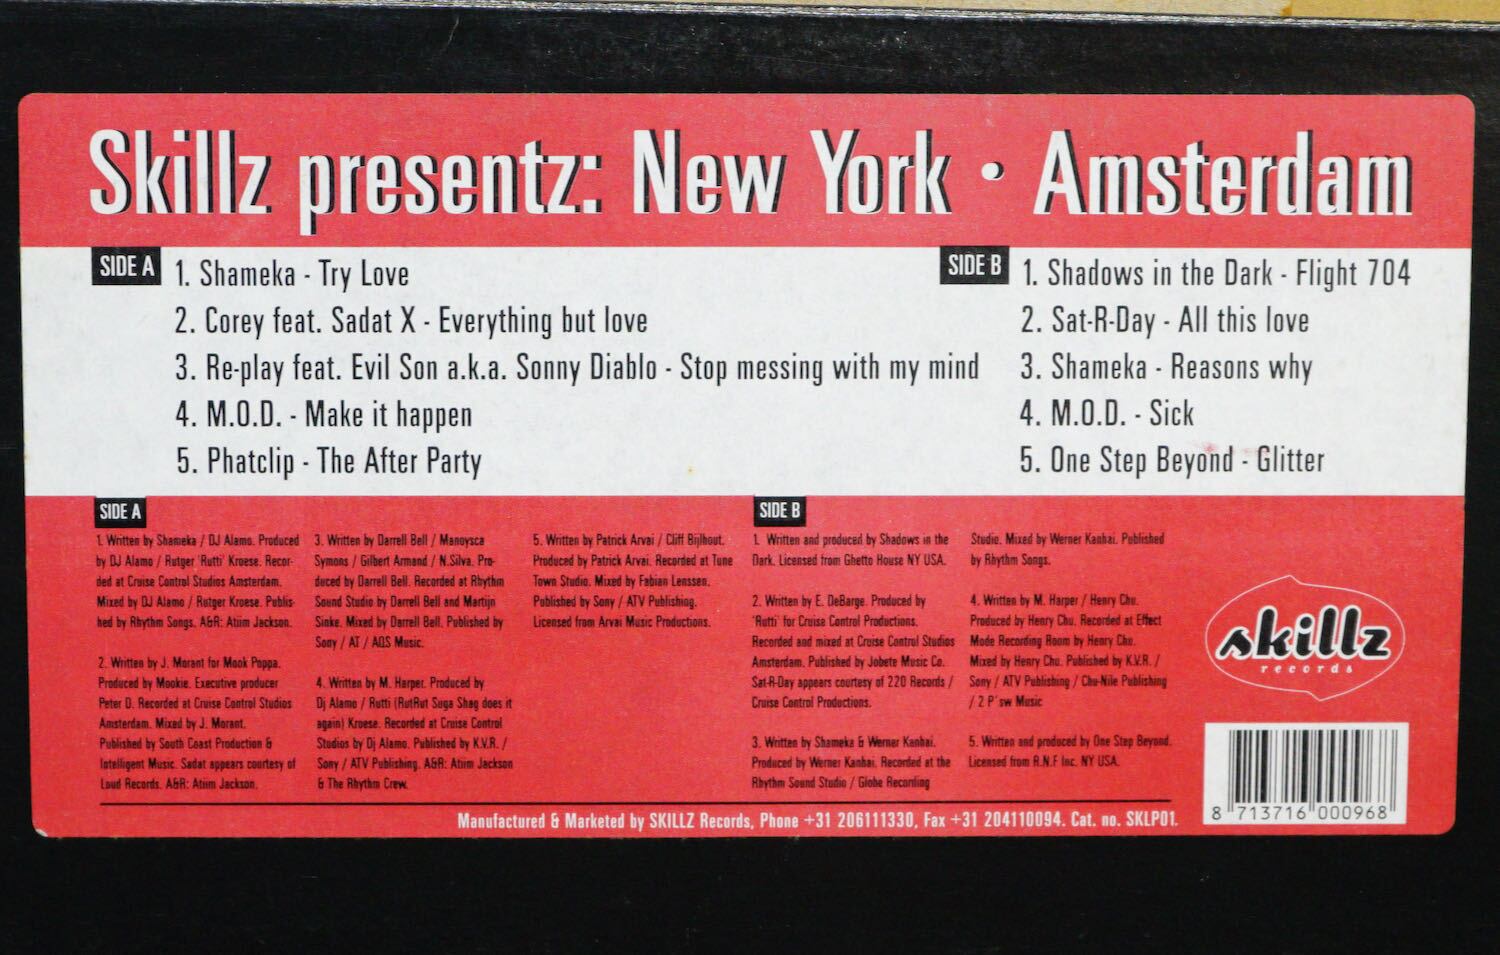 Skillz presentz: New York • Amsterdam
SIDE A
1. Shameka - Try Love
2. Corey feat. Sadat X - Everything but love
3. Re-play feat. Evil Son a.k.a. Sonny Diablo - Stop messing with my mind
4. M.O.D. - Make it happen
5. Phatclip - The After Party
SIDE B
1. Shadows in the Dark - Flight 704
2. Sat-R-Day - All this love
3. Shameka - Reasons why
4. M.O.D. - Sick
5. One Step Beyond - Glitter
SIDE A
1. Written by Shameka / DJ Alamo. Produced
by DJ Alamo / Rutger 'Rutti' Kroese. Recor-
ded at Cruise Control Studios Amsterdam.
Mixed by DJ Alamo / Rutger Kroese. Publis-
hed by Rhythm Songs. A&R: Atiim Jackson.
2. Written by J. Morant for Mook Poppa.
Produced by Mookie. Executive producer
Peter D. Recorded at Cruise Control Studios
Amsterdam. Mixed by J. Morant.
Published by South Coast Production &
Intelligent Music. Sadat appears courtesy of
Loud Records. A&R: Atiim Jackson.
3. Written by Darrell Bell / Manoysca
Symons / Gilbert Armand / N.Silva. Pro-
duced by Darrell Bell. Recorded at Rhythm
Sound Studio by Darrell Bell and Martijn
Sinke. Mixed by Darrell Bell. Published by
Sony / AT / AQS Music.
4. Written by M. Harper. Produced by
Dj Alamo / Rutti (RutRut Suga Shag does it
again) Kroese. Recorded at Cruise Control
Studios by Dj Alamo. Published by K.V.R. /
Sony / ATV Publishing. A&R: Atiim Jackson
& The Rhythm Crew.
5. Written by Patrick Arvai / Cliff Bijlhout.
Produced by Patrick Arvai. Recorded at Tune
Town Studio. Mixed by Fabian Lenssen.
Published by Sony / ATV Publishing.
Licensed from Arvai Music Productions.
SIDE B
1. Written and produced by Shadows in the
Dark. Licensed from Ghetto House NY USA.
2. Written by E. DeBarge. Produced by
'Rutti' for Cruise Control Productions.
Recorded and mixed at Cruise Control Studios
Amsterdam. Published by Jobete Music Co.
Sat-R-Day appears courtesy of 220 Records /
Cruise Control Productions.
3. Written by Shameka & Werner Kanhai.
Produced by Werner Kanhai. Recorded at the
Rhythm Sound Studio / Globe Recording
Studio. Mixed by Werner Kanhai. Published
by Rhythm Songs.
4. Written by M. Harper / Henry Chu.
Produced by Henry Chu. Recorded at Effect
Mode Recording Room by Henry Chu.
Mixed by Henry Chu. Published by K.V.R. /
Sony / ATV Publishing / Chu-Nile Publishing
/ 2 P' sw Music
5. Written and produced by One Step Beyond.
Licensed from R.N.F Inc. NY USA.
skillz
records
8 713716 000968
Manufactured & Marketed by SKILLZ Records, Phone +31 206111330, Fax +31 204110094. Cat. no. SKLP01.